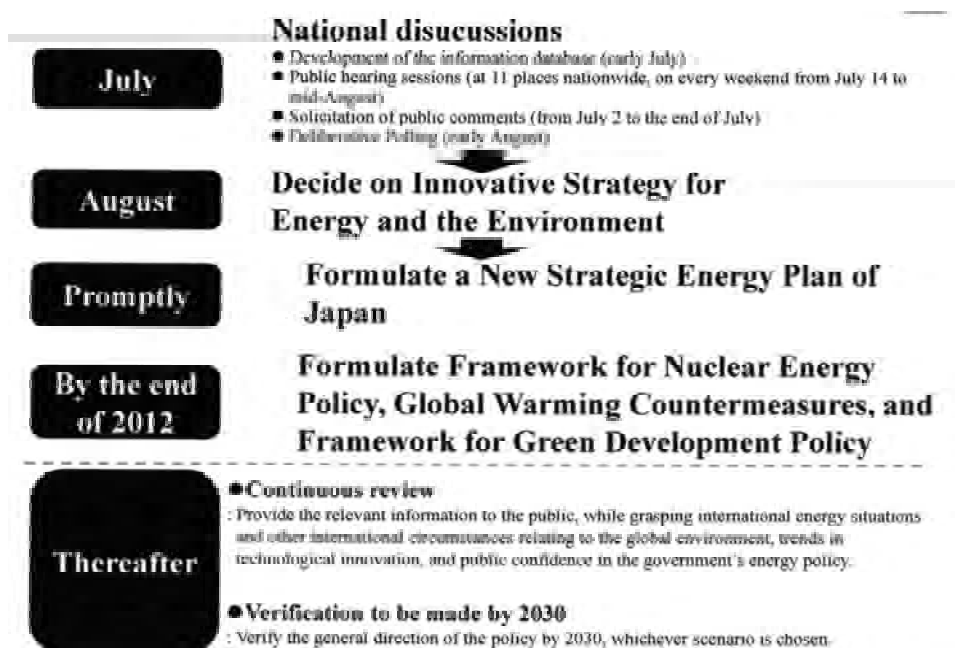 National disucussions
July
● Development of the information database (early July)
● Public hearing sessions (at 11 places nationwide, on every weekend from July 14 to
mid-August)
● Solicitation of public comments (from July 2 to the end of July)
● Deliberative Polling (early August)
August
Decide on Innovative Strategy for
Energy and the Environment
Promptly
Formulate a New Strategic Energy Plan of
Japan
By the end
of 2012
Formulate Framework for Nuclear Energy
Policy, Global Warming Countermeasures, and
Framework for Green Development Policy
Thereafter
●Continuous review
: Provide the relevant information to the public, while grasping international energy situations
and other international circumstances relating to the global environment, trends in
technological innovation, and public confidence in the government's energy policy.
●Verification to be made by 2030
: Verify the general direction of the policy by 2030, whichever scenario is chosen.